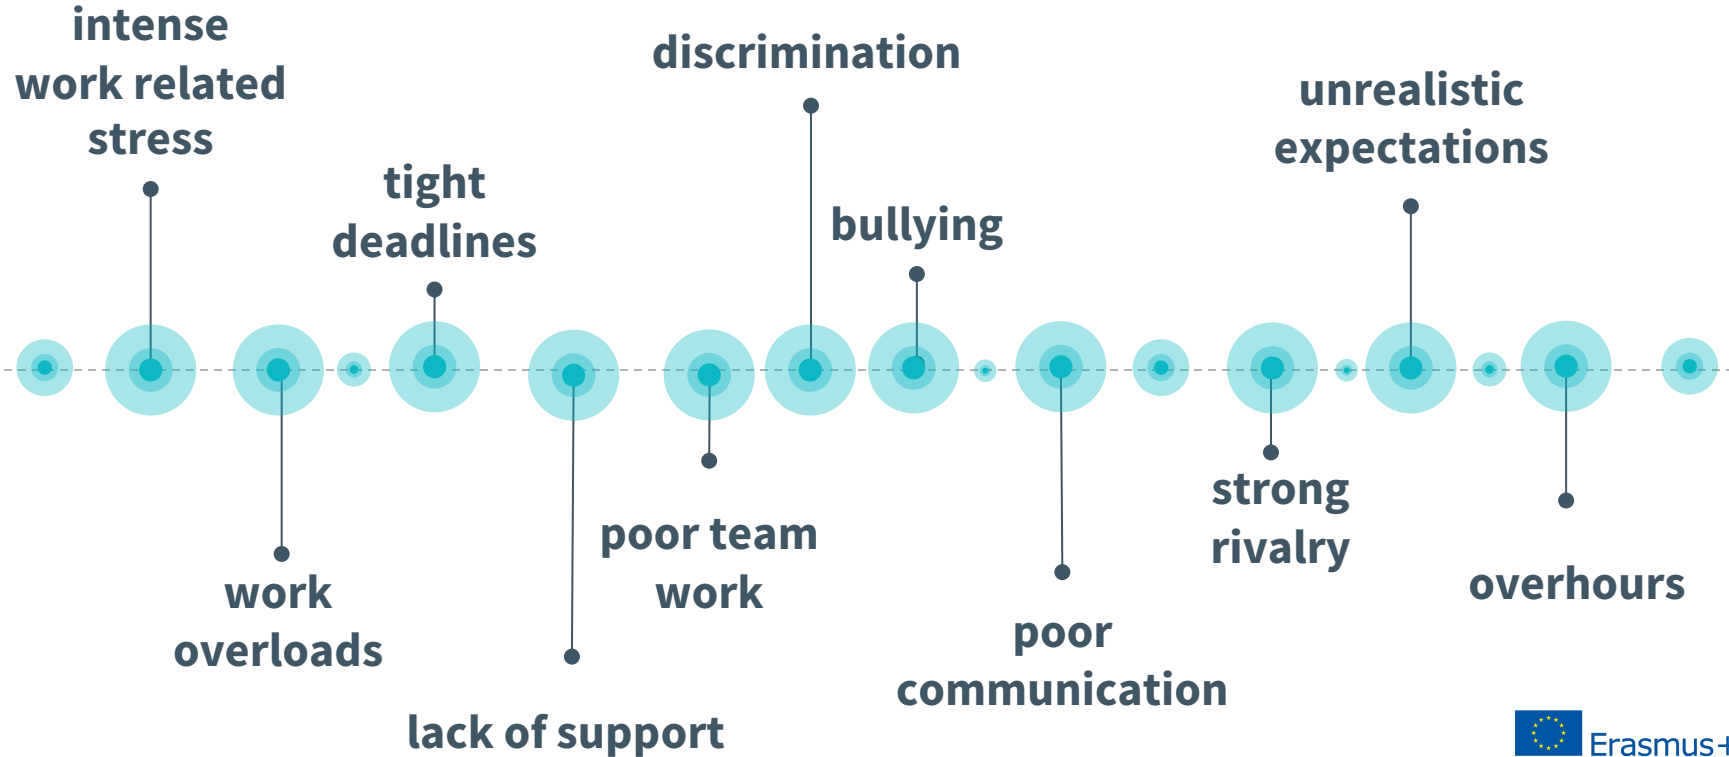 intense
work related
stress
work
overloads
tight
deadlines
lack of support
poor team
work
discrimination
bullying
poor
communication
strong
rivalry
unrealistic
expectations
overhours
Erasmus+